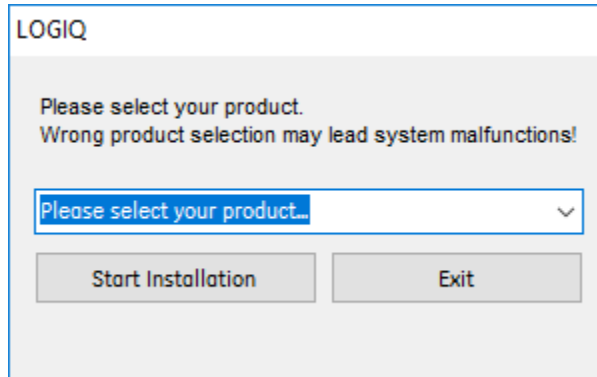 LOGIQ
Please select your product.
Wrong product selection may lead system malfunctions!
Please select your product...
Start Installation
Exit